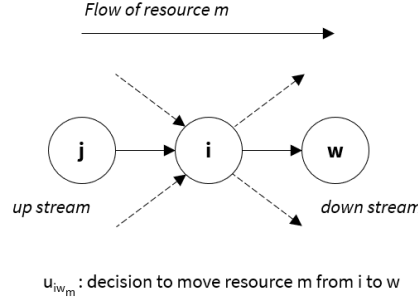 Flow of resource m
j
i
w
up stream
down stream
u_{iw_m} : decision to move resource m from i to w